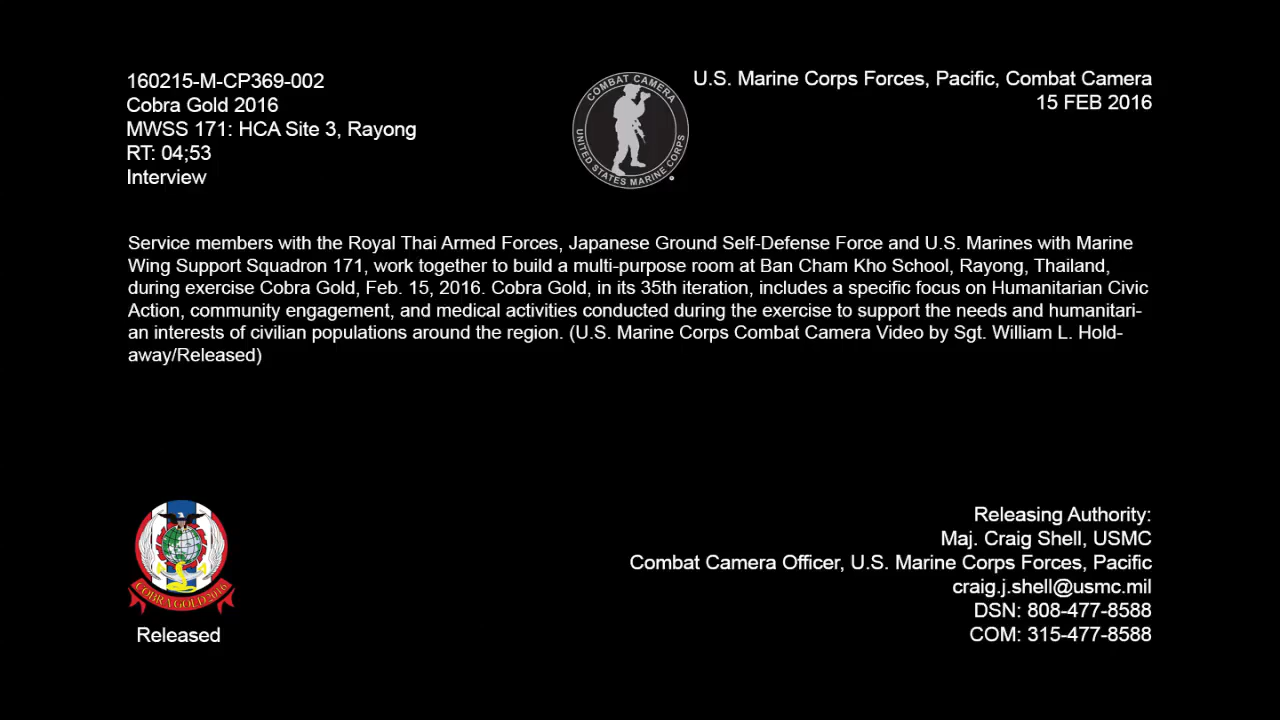 160215-M-CP369-002
Cobra Gold 2016
MWSS 171: HCA Site 3, Rayong
RT: 04;53
Interview
COMBAT CAMERA
UNITED STATES MARINE CORPS
U.S. Marine Corps Forces, Pacific, Combat Camera
15 FEB 2016
Service members with the Royal Thai Armed Forces, Japanese Ground Self-Defense Force and U.S. Marines with Marine
Wing Support Squadron 171, work together to build a multi-purpose room at Ban Cham Kho School, Rayong, Thailand,
during exercise Cobra Gold, Feb. 15, 2016. Cobra Gold, in its 35th iteration, includes a specific focus on Humanitarian Civic
Action, community engagement, and medical activities conducted during the exercise to support the needs and humanitari-
an interests of civilian populations around the region. (U.S. Marine Corps Combat Camera Video by Sgt. William L. Hold-
away/Released)
COBRA GOLD 2016
Released
Releasing Authority:
Maj. Craig Shell, USMC
Combat Camera Officer, U.S. Marine Corps Forces, Pacific
craig.j.shell@usmc.mil
DSN: 808-477-8588
COM: 315-477-8588